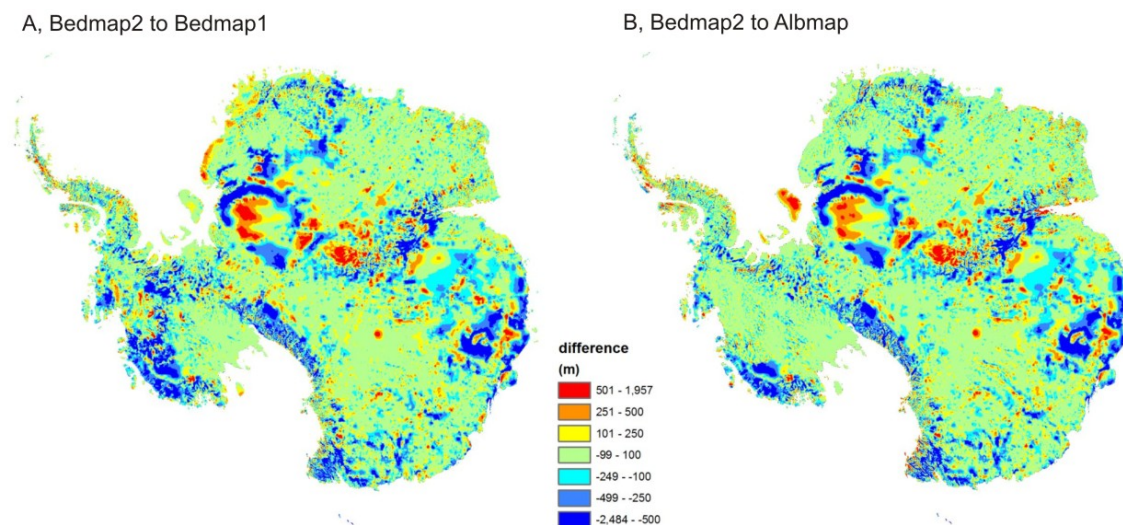 A, Bedmap2 to Bedmap1
B, Bedmap2 to Albmap
difference
(m)
501 - 1,957
251 - 500
101 - 250
-99 - 100
-249 - -100
-499 - -250
-2,484 - -500